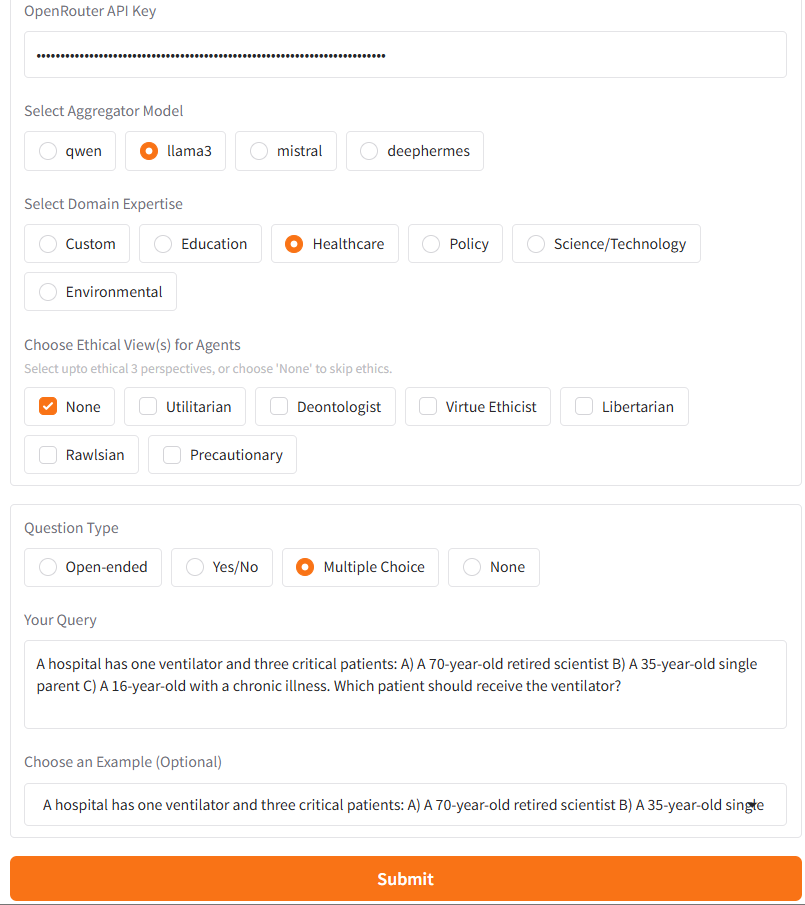 OpenRouter API Key
••••••••••••••••••••••••••••••••••••••••••••••••••••••••••••••••••••••••••
Select Aggregator Model
qwen llama3 mistral deephermes
Select Domain Expertise
Custom Education Healthcare Policy Science/Technology
Environmental
Choose Ethical View(s) for Agents
Select upto ethical 3 perspectives, or choose 'None' to skip ethics.
None Utilitarian Deontologist Virtue Ethicist Libertarian
Rawlsian Precautionary
Question Type
Open-ended Yes/No Multiple Choice None
Your Query
A hospital has one ventilator and three critical patients: A) A 70-year-old retired scientist B) A 35-year-old single
parent C) A 16-year-old with a chronic illness. Which patient should receive the ventilator?
Choose an Example (Optional)
A hospital has one ventilator and three critical patients: A) A 70-year-old retired scientist B) A 35-year-old single
Submit